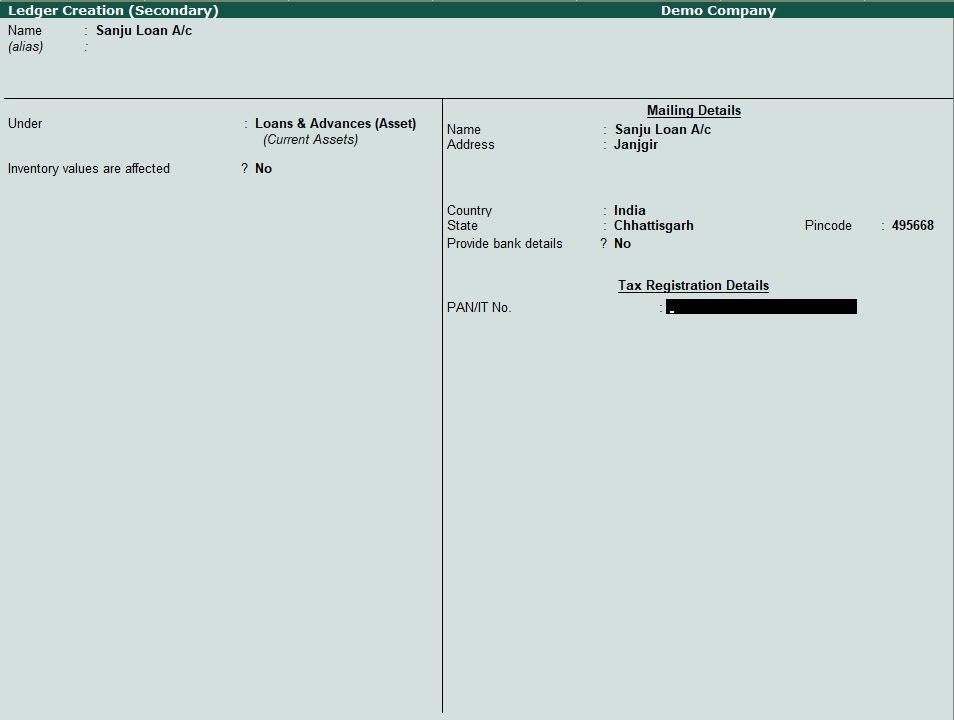 Ledger Creation (Secondary) Demo Company
Name : Sanju Loan A/c
(alias) :
Under : Loans & Advances (Asset)
(Current Assets)
Inventory values are affected ? No
Mailing Details
Name : Sanju Loan A/c
Address : Janjgir
Country : India
State : Chhattisgarh Pincode : 495668
Provide bank details ? No
Tax Registration Details
PAN/IT No. :